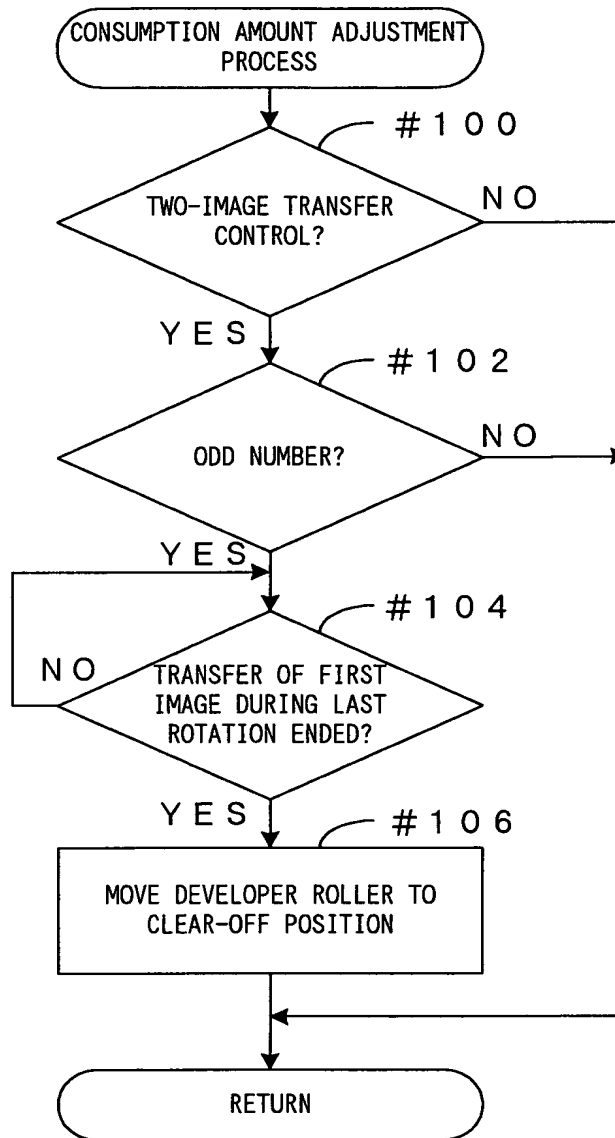 CONSUMPTION AMOUNT ADJUSTMENT
PROCESS
#100
TWO-IMAGE TRANSFER
CONTROL?
NO
YES
#102
ODD NUMBER?
NO
YES
#104
NO
TRANSFER OF FIRST
IMAGE DURING LAST
ROTATION ENDED?
YES
#106
MOVE DEVELOPER ROLLER TO
CLEAR-OFF POSITION
RETURN